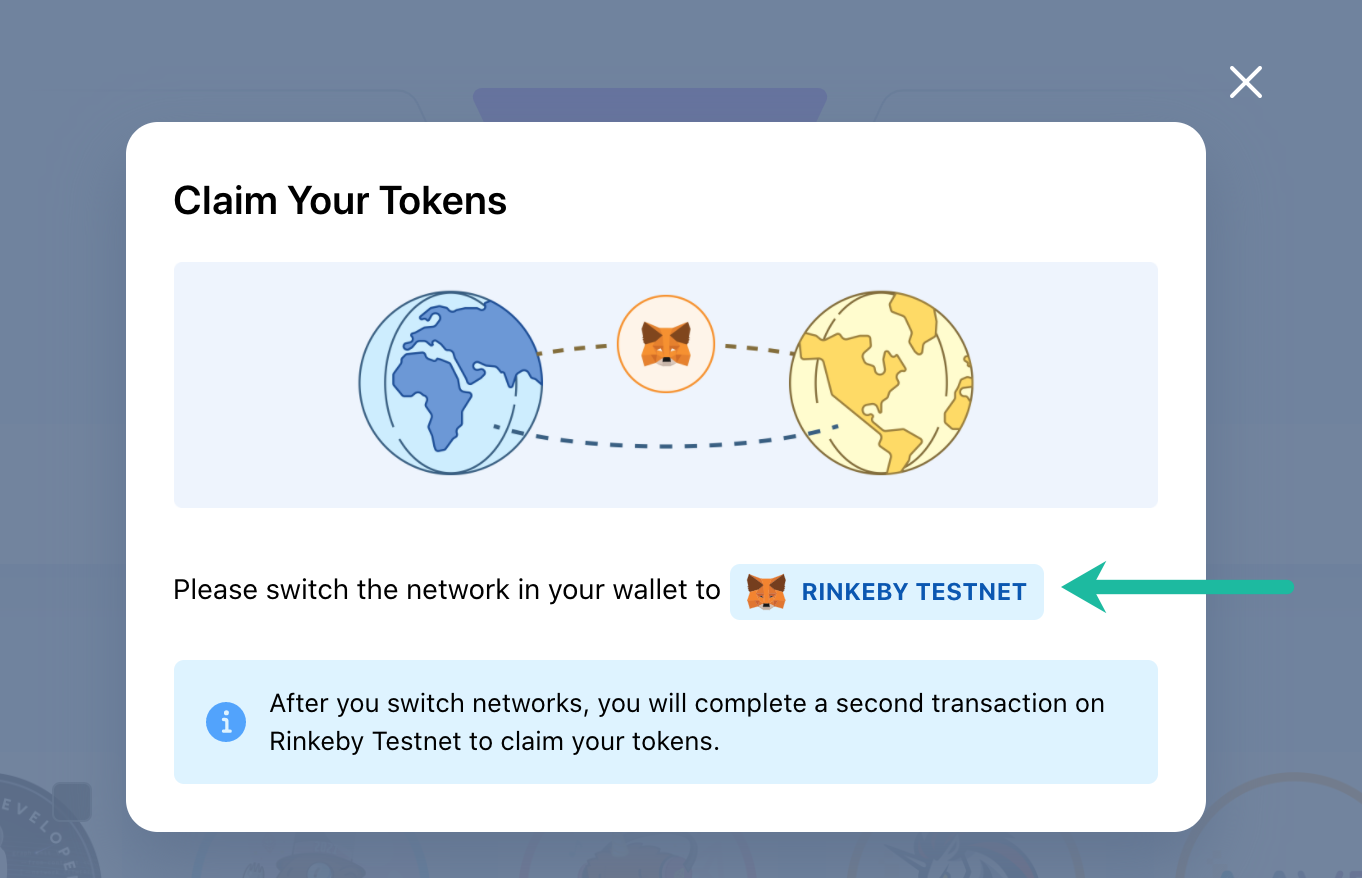 Claim Your Tokens
Please switch the network in your wallet to RINKEBY TESTNET
After you switch networks, you will complete a second transaction on
Rinkeby Testnet to claim your tokens.
EVELOPE